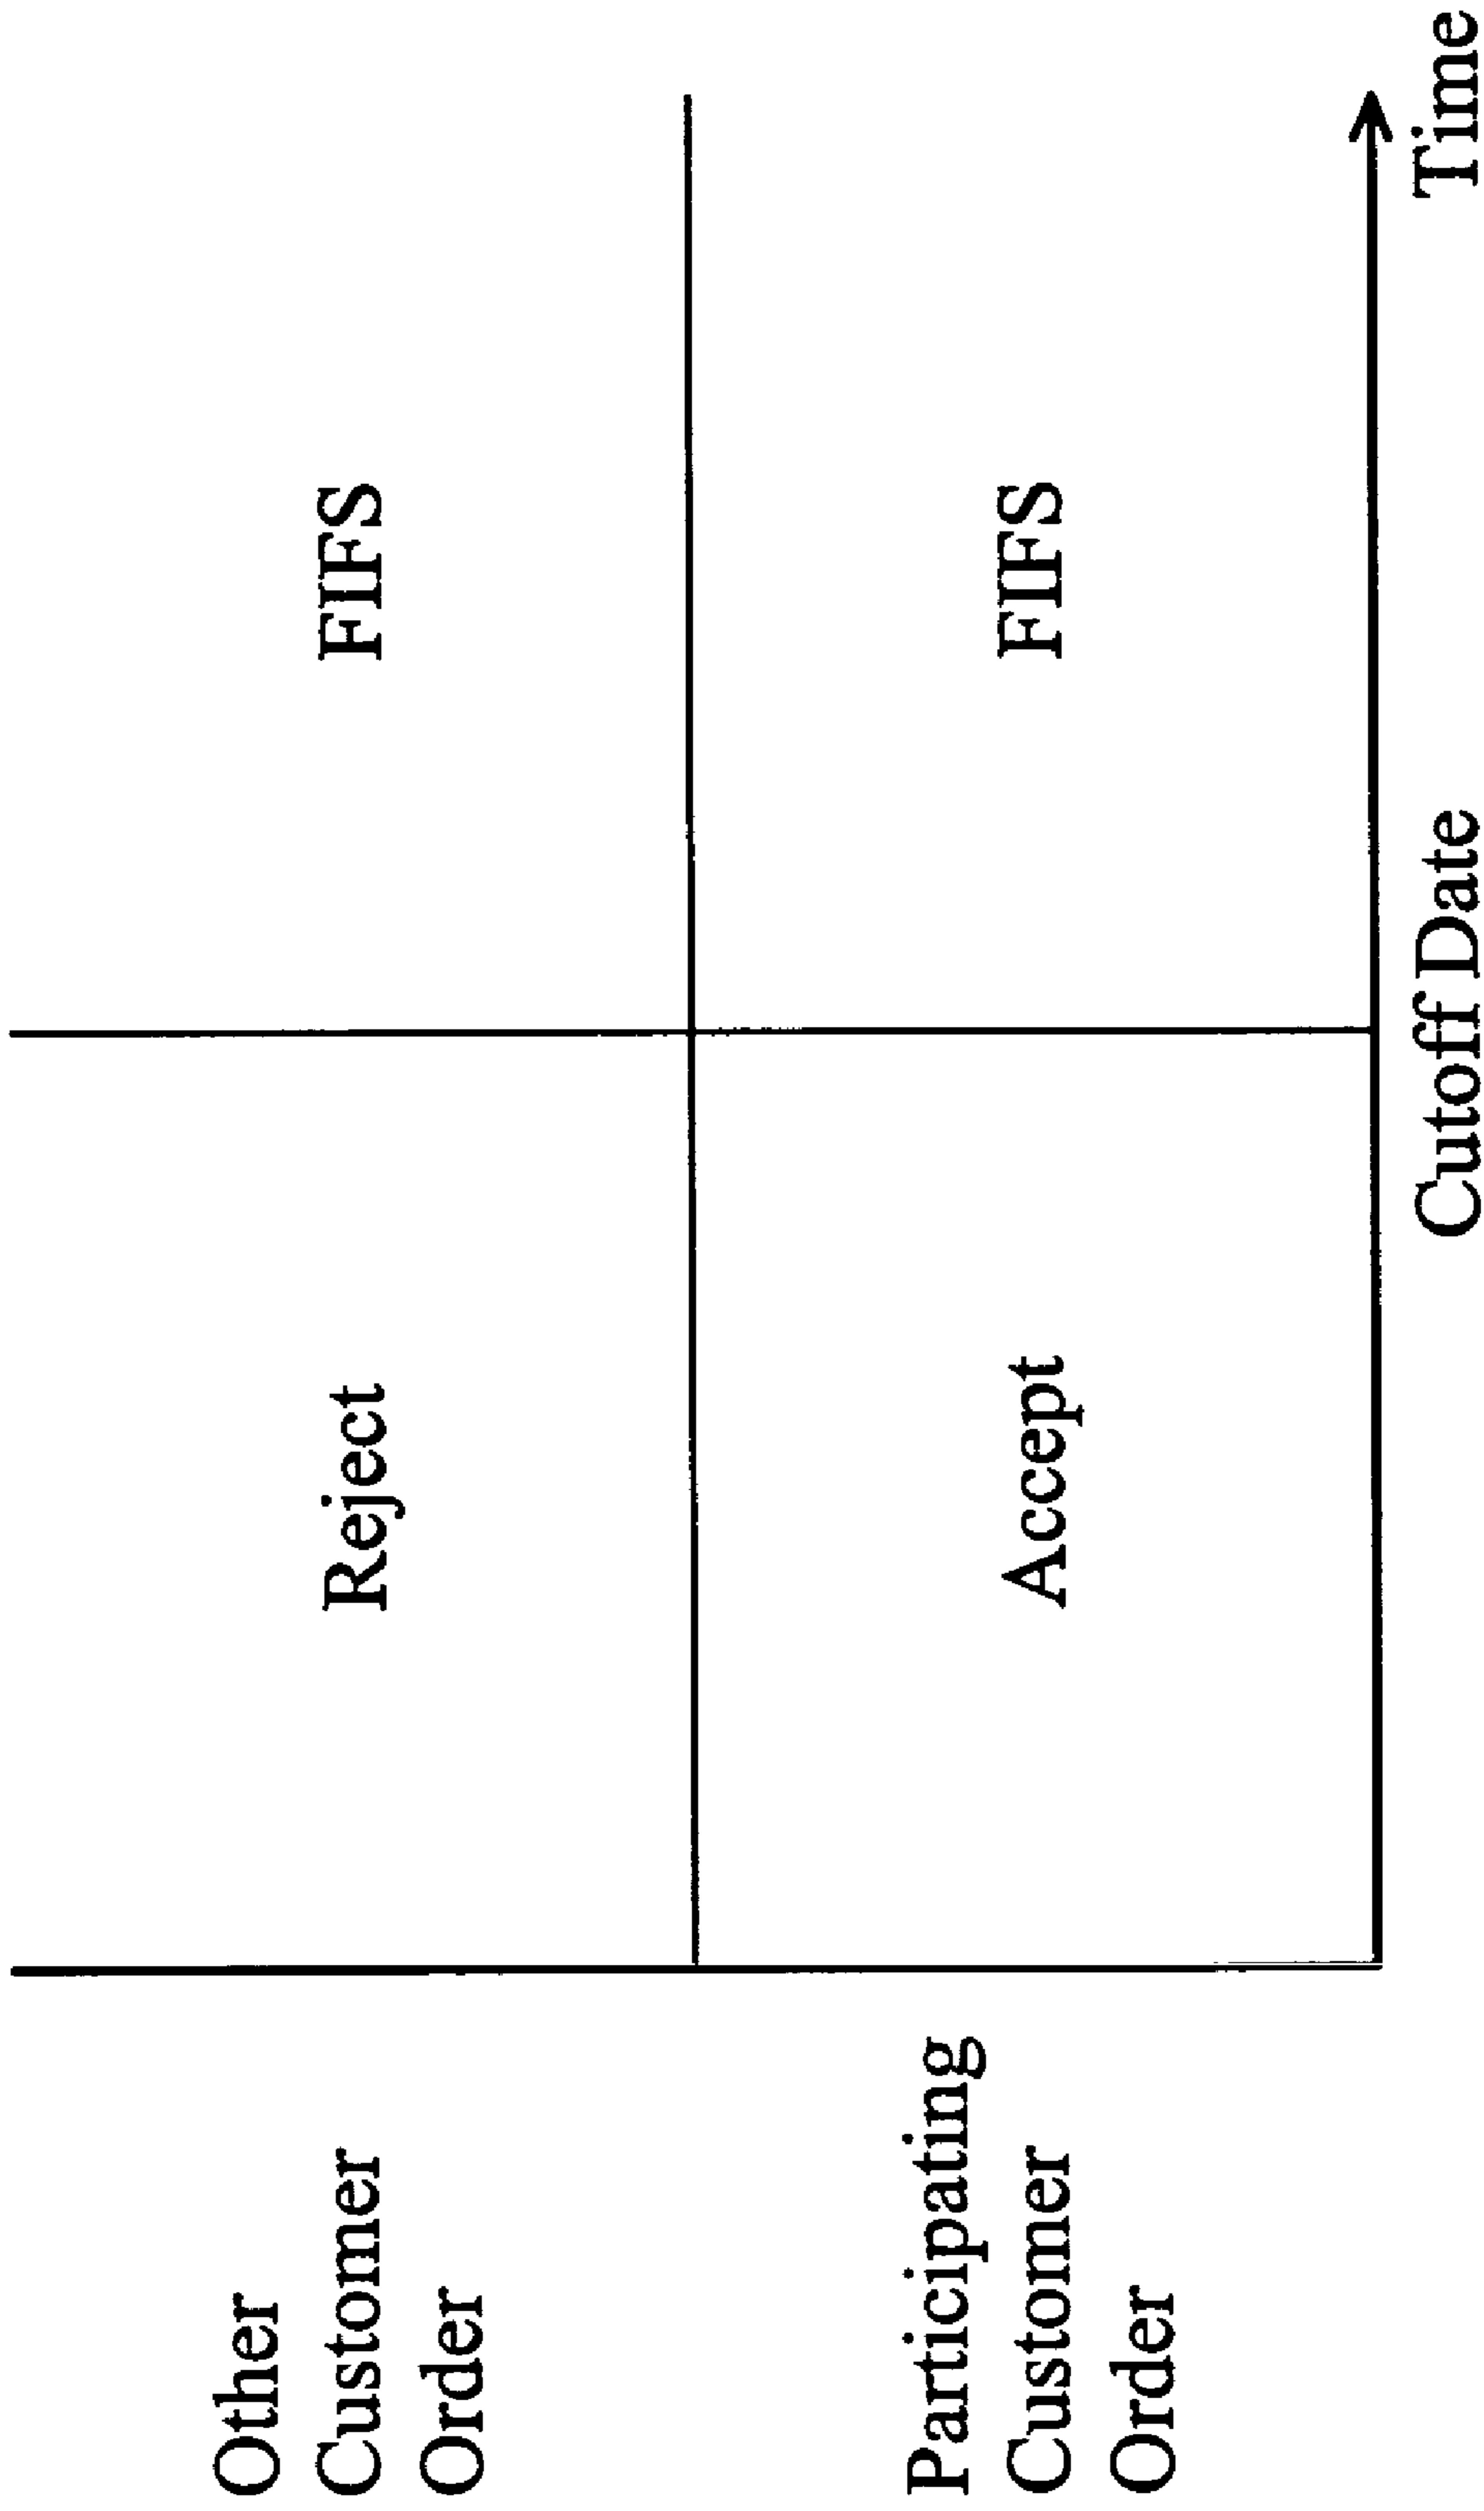 Other
Customer
Order
Reject
FIFS
Participating
Customer
Order
Accept
FIFS
Cutoff Date
Time